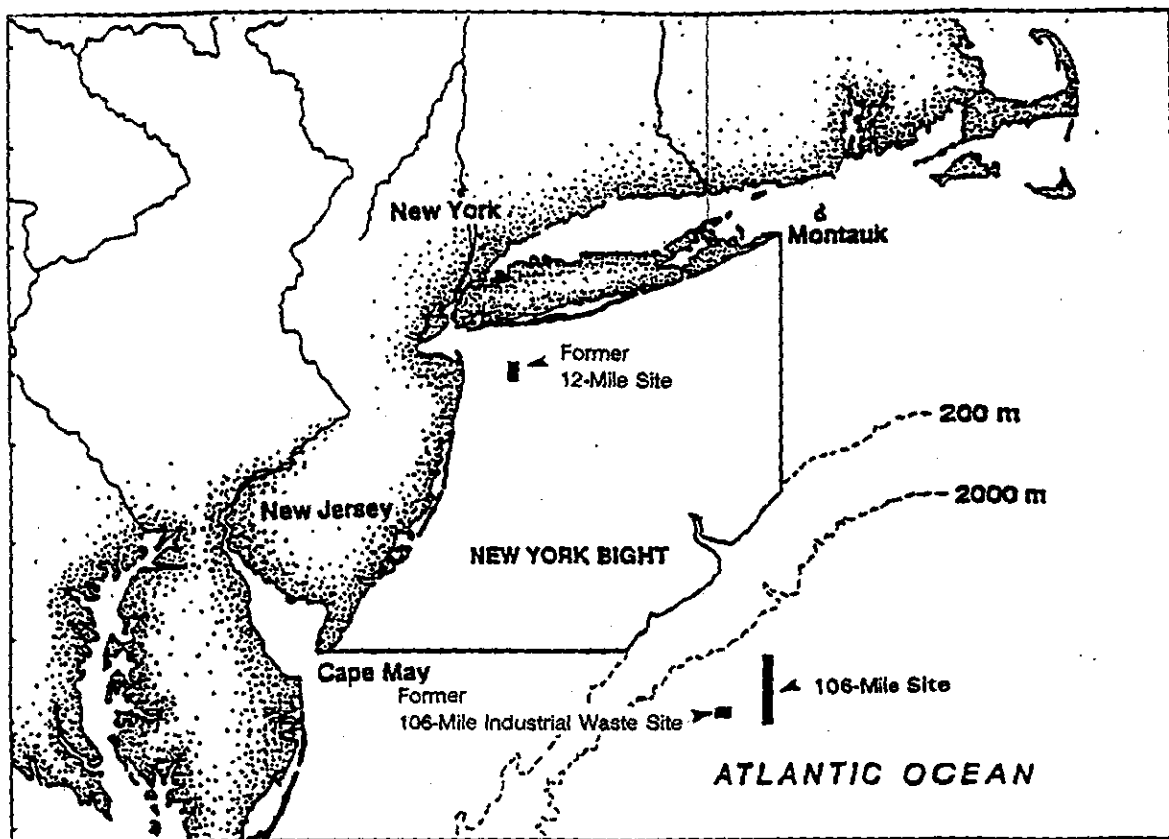 New York
Montauk
Former
12-Mile Site
200 m
2000 m
New Jersey
NEW YORK BIGHT
Cape May
Former
106-Mile Industrial Waste Site
106-Mile Site
ATLANTIC OCEAN